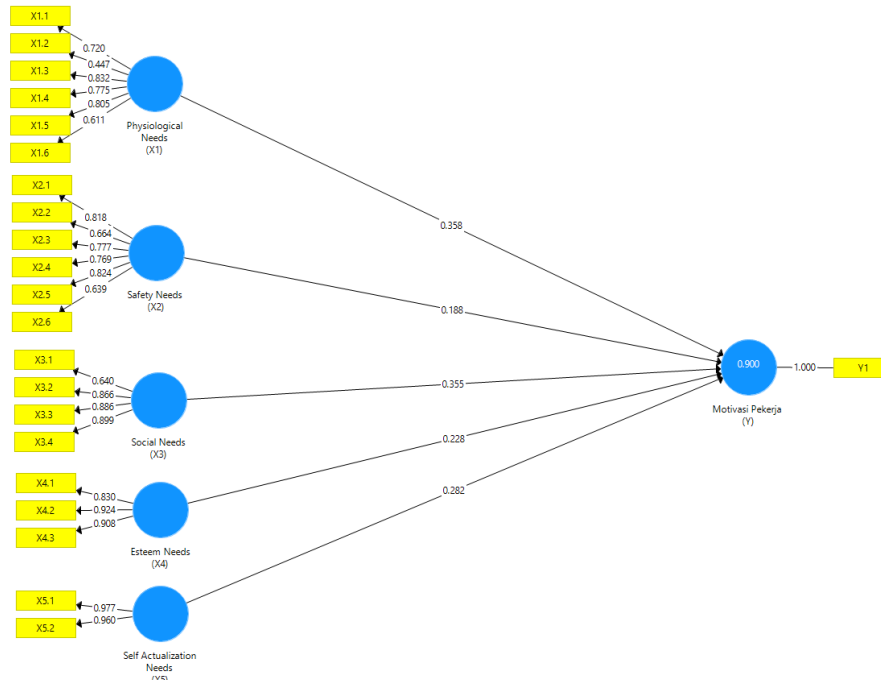 X1.1
X1.2
X1.3
X1.4
X1.5
X1.6
0.720
0.447
0.832
0.775
0.805
0.611
Physiological
Needs
(X1)
X2.1
X2.2
X2.3
X2.4
X2.5
X2.6
0.818
0.664
0.777
0.769
0.824
0.639
Safety Needs
(X2)
X3.1
X3.2
X3.3
X3.4
0.640
0.866
0.886
0.899
Social Needs
(X3)
X4.1
X4.2
X4.3
0.830
0.924
0.908
Esteem Needs
(X4)
X5.1
X5.2
0.977
0.960
Self Actualization
Needs
(X5)
0.358
0.188
0.355
0.228
0.282
0.900
Motivasi Pekerja
(Y)
1.000
Y1